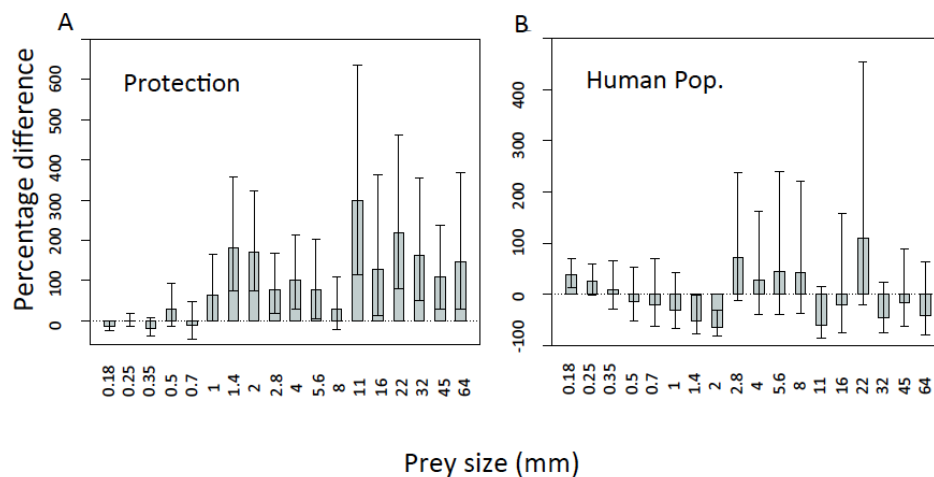 A
B
Protection
Human Pop.
Percentage difference
600
500
400
300
200
100
0
400
300
200
100
0
-100
0.18 0.25 0.35 0.5 0.7 1 1.4 2 2.8 4 5.6 8 11 16 22 32 45 64
0.18 0.25 0.35 0.5 0.7 1 1.4 2 2.8 4 5.6 8 11 16 22 32 45 64
Prey size (mm)